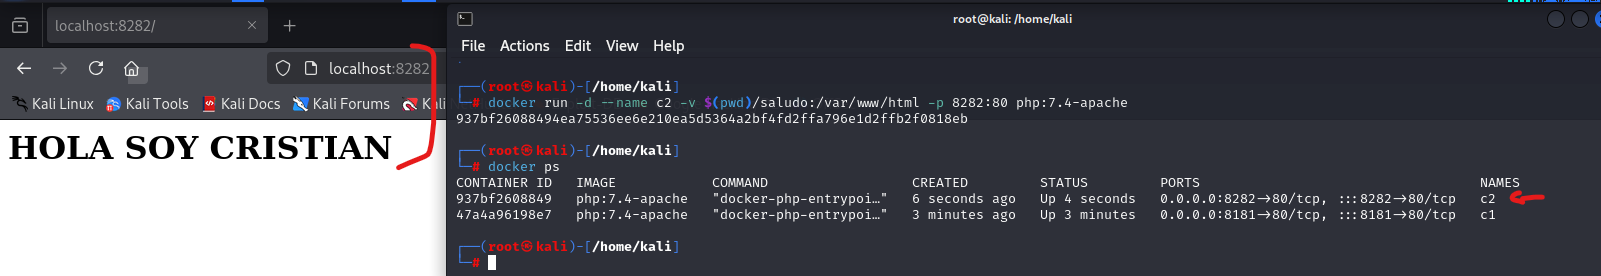 localhost:8282/
localhost:8282
Kali Linux Kali Tools Kali Docs Kali Forums Kali
HOLA SOY CRISTIAN
root@kali: /home/kali
File Actions Edit View Help
┌──(root㉿kali)-[/home/kali]
└─# docker run -d --name c2 -v $(pwd)/saludo:/var/www/html -p 8282:80 php:7.4-apache
937bf26088494ea75536ee6e210ea5d5364a2bf4fd2ffa796e1d2ffb2f0818eb
┌──(root㉿kali)-[/home/kali]
└─# docker ps
CONTAINER ID IMAGE COMMAND CREATED STATUS PORTS NAMES
937bf2608849 php:7.4-apache "docker-php-entrypoi…" 6 seconds ago Up 4 seconds 0.0.0.0:8282→80/tcp, :::8282→80/tcp c2
47a4a96198e7 php:7.4-apache "docker-php-entrypoi…" 3 minutes ago Up 3 minutes 0.0.0.0:8181→80/tcp, :::8181→80/tcp c1
┌──(root㉿kali)-[/home/kali]
└─#